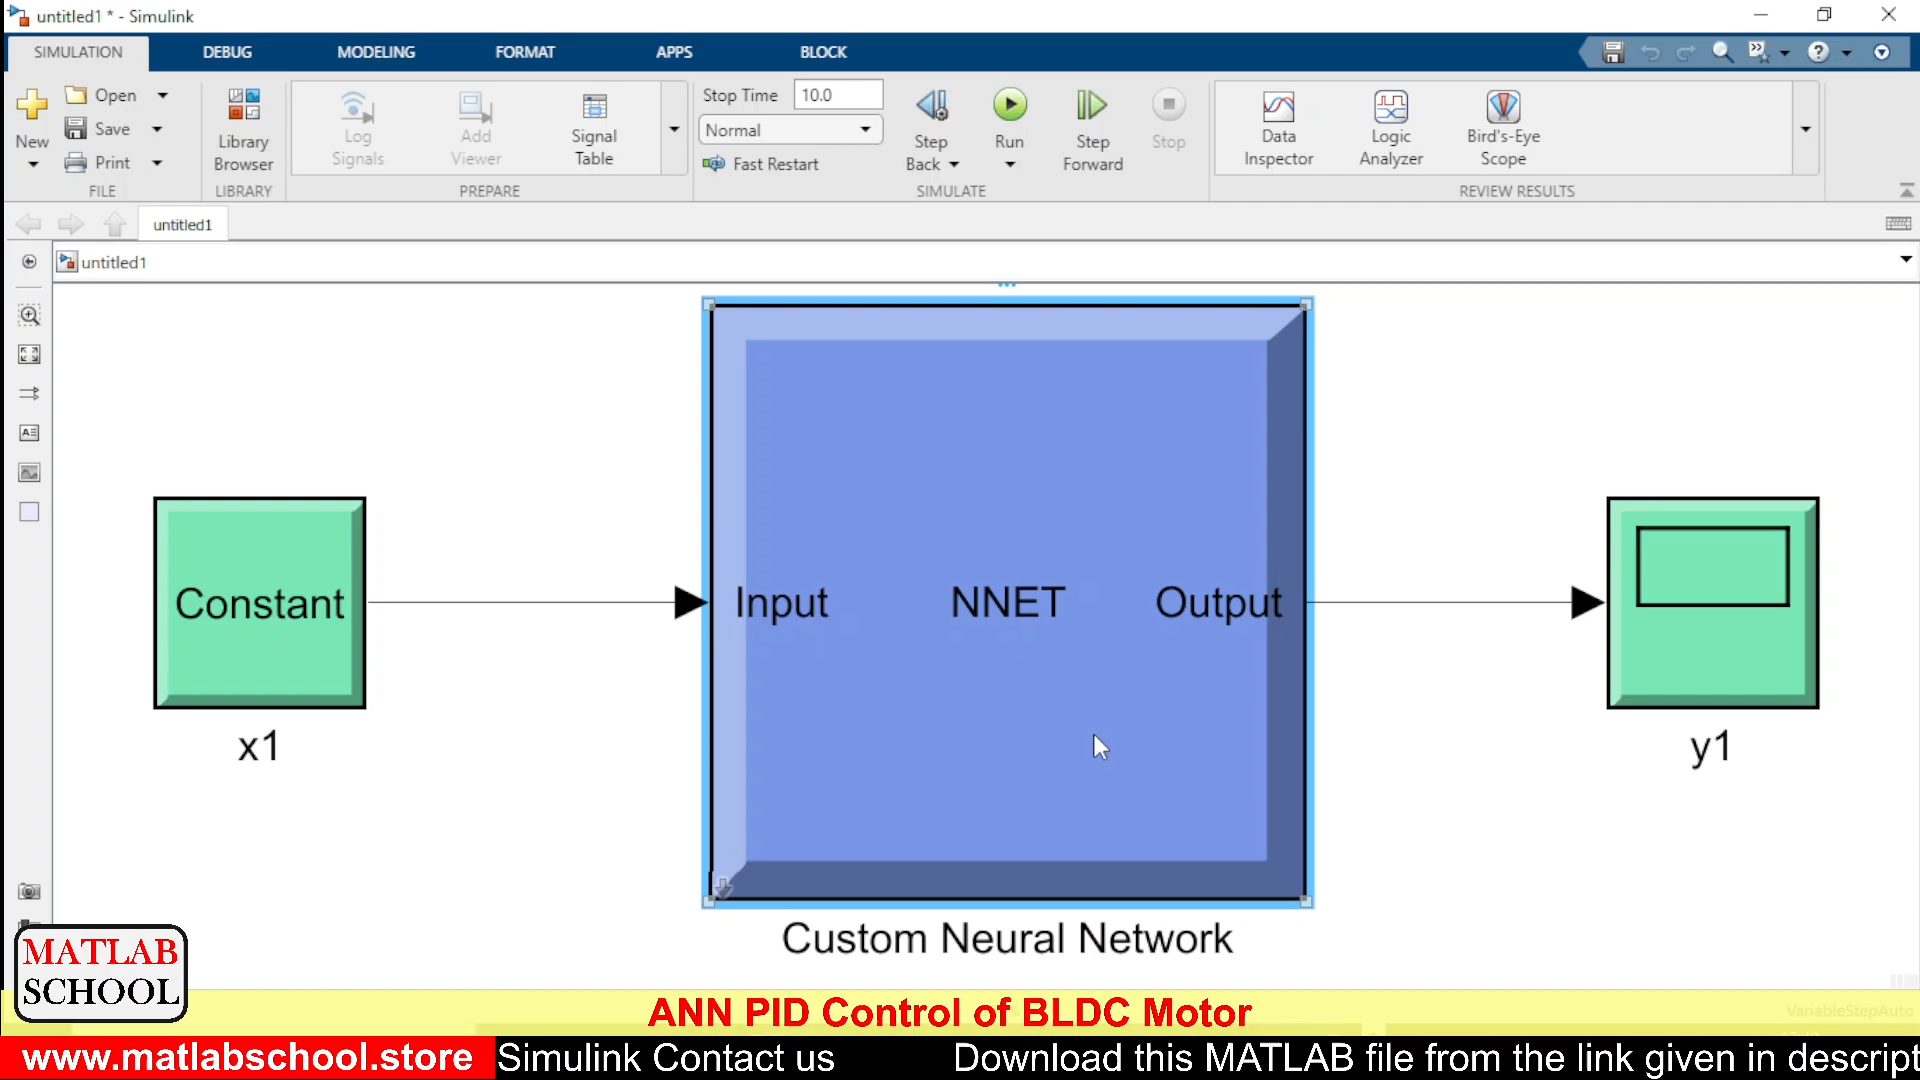 untitled1 * - Simulink
SIMULATION DEBUG MODELING FORMAT APPS BLOCK
New
Open
Save
Print
FILE
Library
Browser
LIBRARY
Log
Signals
Add
Viewer
Signal
Table
PREPARE
Stop Time 10.0
Normal
Fast Restart
Step
Back
Run
Step
Forward
Stop
SIMULATE
Data
Inspector
Logic
Analyzer
Bird's-Eye
Scope
REVIEW RESULTS
untitled1
untitled1
Constant
x1
Input NNET Output
Custom Neural Network
y1
MATLAB
SCHOOL
VariableStepAuto
ANN PID Control of BLDC Motor
www.matlabschool.store Simulink Contact us Download this MATLAB file from the link given in descript